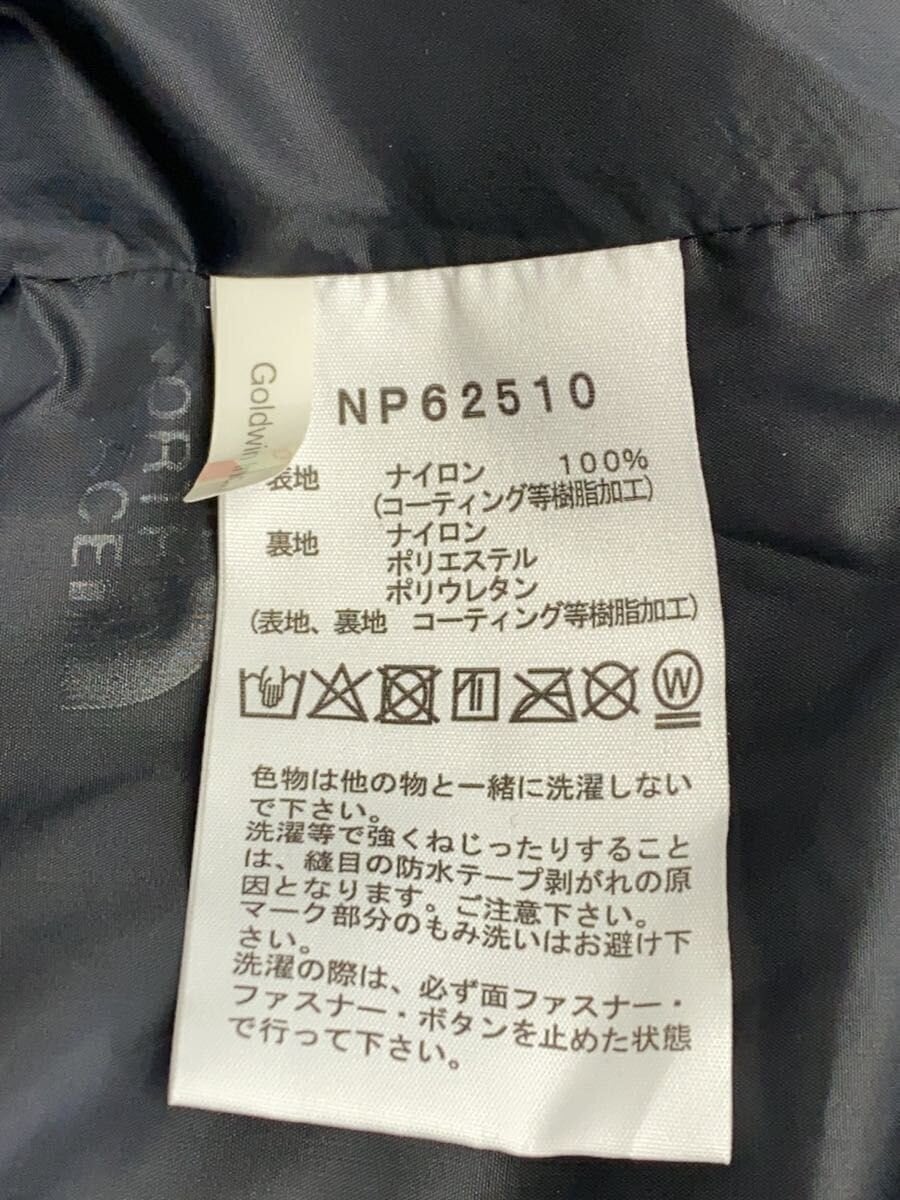 Goldwin
NP62510
表地 ナイロン 100%
(コーティング等樹脂加工)
裏地 ナイロン
ポリエステル
ポリウレタン
(表地、裏地 コーティング等樹脂加工)
W
色物は他の物と一緒に洗濯しない
で下さい。
洗濯等で強くねじったりすること
は、縫目の防水テープ剥がれの原
因となります。ご注意下さい。
マーク部分のもみ洗いはお避け下
さい。
洗濯の際は、必ず面ファスナー・
ファスナー・ボタンを止めた状態
で行って下さい。